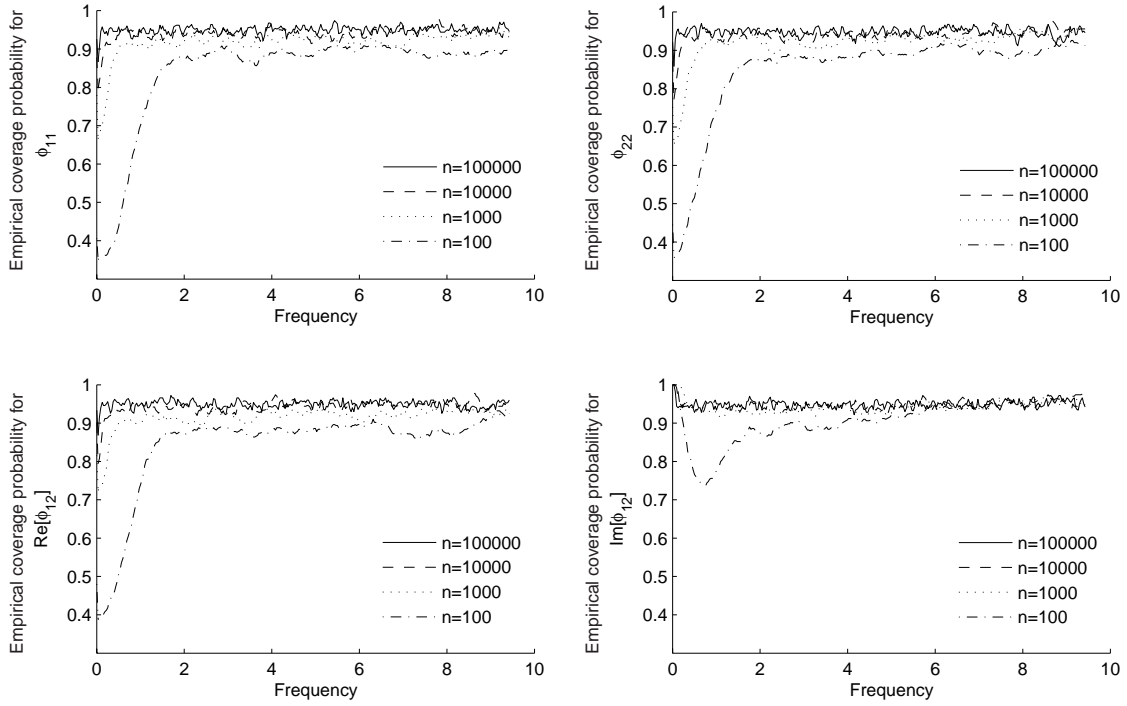 Empirical coverage probability for
ϕ11
1
0.9
0.8
0.7
0.6
0.5
0.4
0 2 4 6 8 10
Frequency
n=100000
n=10000
n=1000
n=100
Empirical coverage probability for
ϕ22
1
0.9
0.8
0.7
0.6
0.5
0.4
0 2 4 6 8 10
Frequency
n=100000
n=10000
n=1000
n=100
Empirical coverage probability for
Re[ϕ12]
1
0.9
0.8
0.7
0.6
0.5
0.4
0 2 4 6 8 10
Frequency
n=100000
n=10000
n=1000
n=100
Empirical coverage probability for
Im[ϕ12]
1
0.9
0.8
0.7
0.6
0.5
0.4
0 2 4 6 8 10
Frequency
n=100000
n=10000
n=1000
n=100